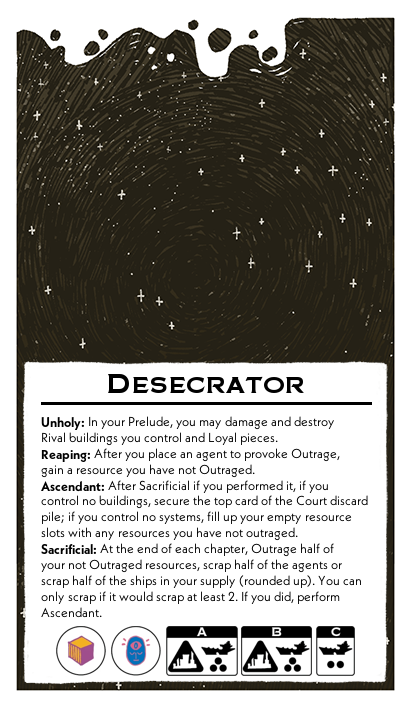 DESECRATOR
Unholy: In your Prelude, you may damage and destroy
Rival buildings you control and Loyal pieces.
Reaping: After you place an agent to provoke Outrage,
gain a resource you have not Outraged.
Ascendant: After Sacrificial if you performed it, if you
control no buildings, secure the top card of the Court discard
pile; if you control no systems, fill up your empty resource
slots with any resources you have not outraged.
Sacrificial: At the end of each chapter, Outrage half of
your not Outraged resources, scrap half of the agents or
scrap half of the ships in your supply (rounded up). You can
only scrap if it would scrap at least 2. If you did, perform
Ascendant.
A B C